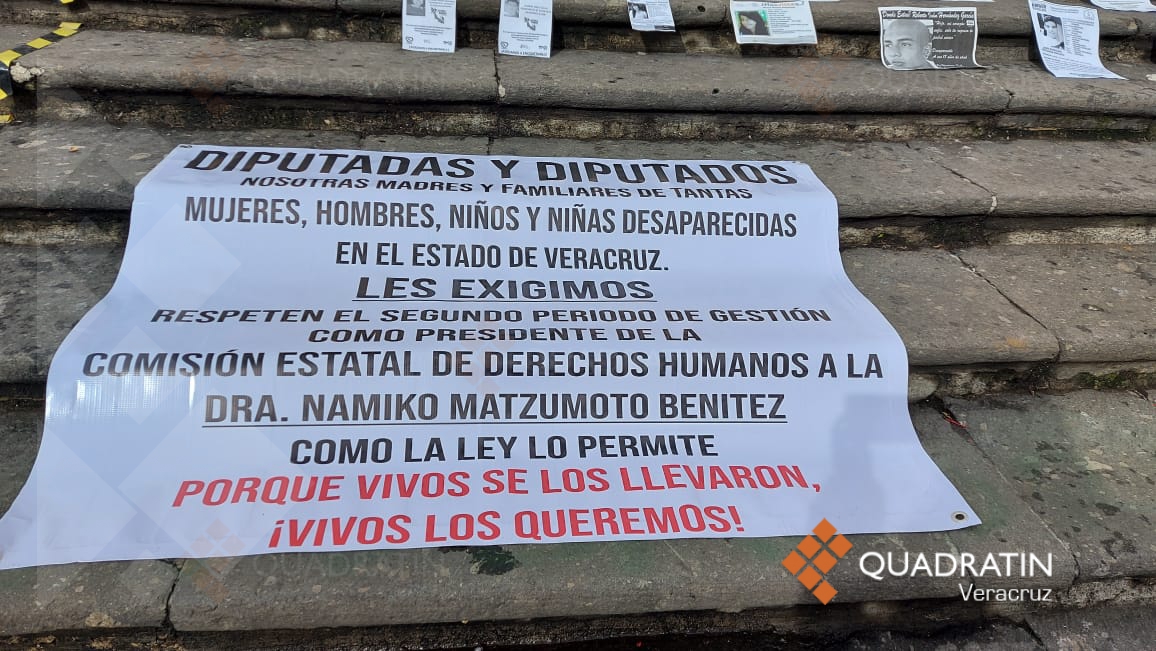 DIPUTADAS Y DIPUTADOS
NOSOTRAS MADRES Y FAMILIARES DE TANTAS
MUJERES, HOMBRES, NIÑOS Y NIÑAS DESAPARECIDAS
EN EL ESTADO DE VERACRUZ.
LES EXIGIMOS
RESPETEN EL SEGUNDO PERIODO DE GESTIÓN
COMO PRESIDENTE DE LA
COMISIÓN ESTATAL DE DERECHOS HUMANOS A LA
DRA. NAMIKO MATZUMOTO BENITEZ
COMO LA LEY LO PERMITE
PORQUE VIVOS SE LOS LLEVARON,
¡VIVOS LOS QUEREMOS!
QUADRATIN
Veracruz